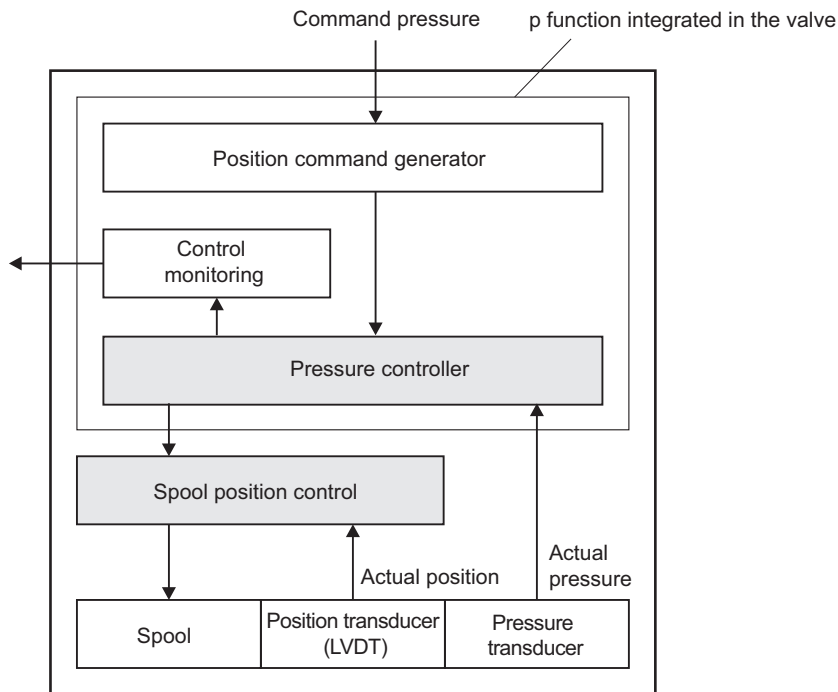 Command pressure
p function integrated in the valve
Position command generator
Control
monitoring
Pressure controller
Spool position control
Actual position
Actual
pressure
Spool
Position transducer
(LVDT)
Pressure
transducer